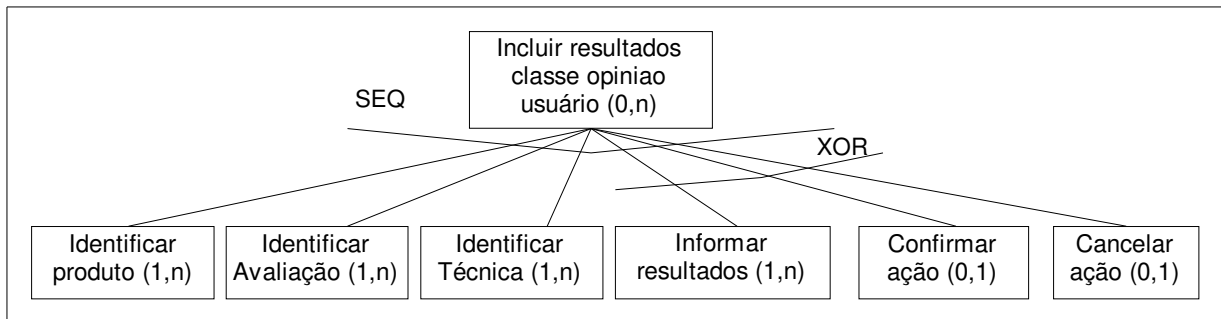 Incluir resultados
classe opiniao
usuário (0,n)
SEQ
XOR
Identificar
produto (1,n)
Identificar
Avaliação (1,n)
Identificar
Técnica (1,n)
Informar
resultados (1,n)
Confirmar
ação (0,1)
Cancelar
ação (0,1)